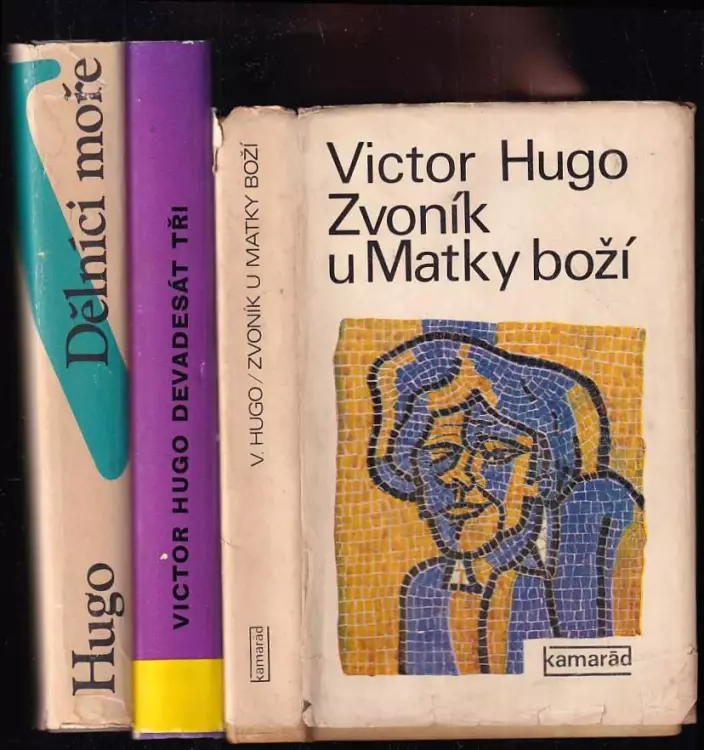 Hugo Dělníci moře
VICTOR HUGO DEVADESÁT TŘI
V. HUGO / ZVONÍK U MATKY BOŽÍ
kamarád
Victor Hugo
Zvoník
u Matky boží
kamarád